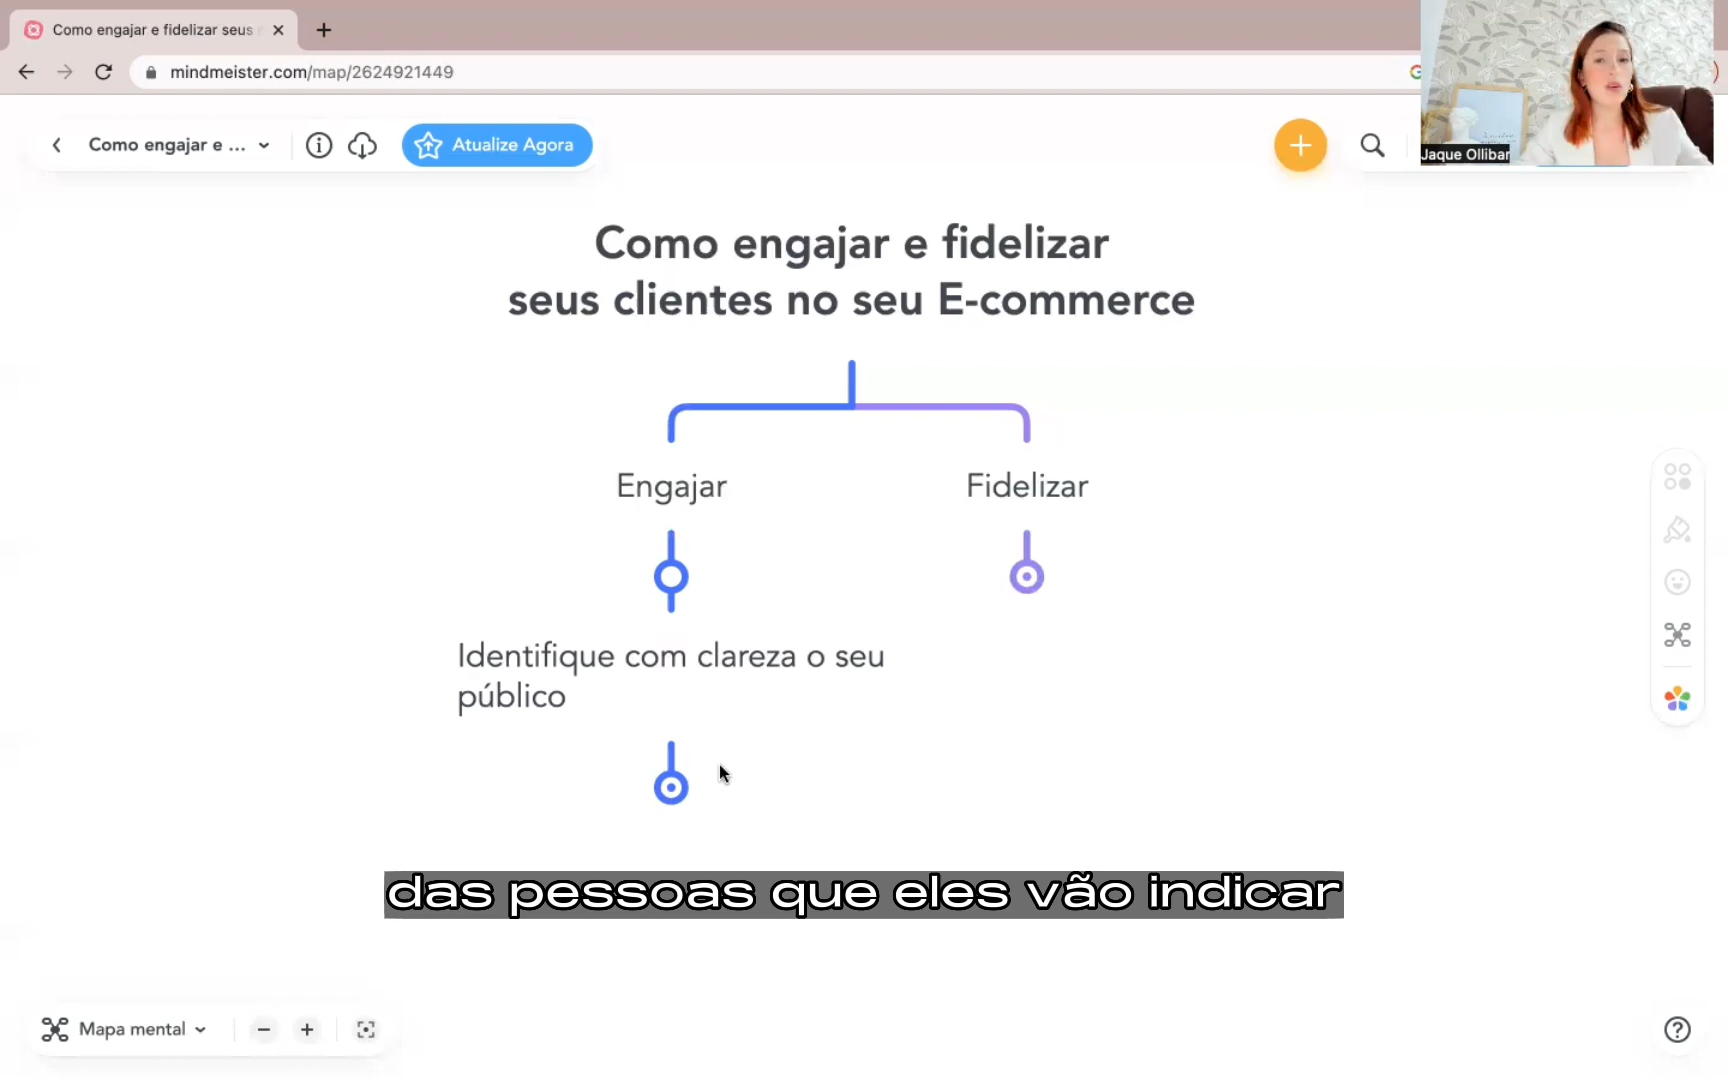 Como engajar e fidelizar seus
mindmeister.com/map/2624921449
Como engajar e ...
Atualize Agora
Jaque Ollibar
Como engajar e fidelizar
seus clientes no seu E-commerce
Engajar
Fidelizar
Identifique com clareza o seu
público
das pessoas que eles vão indicar
Mapa mental